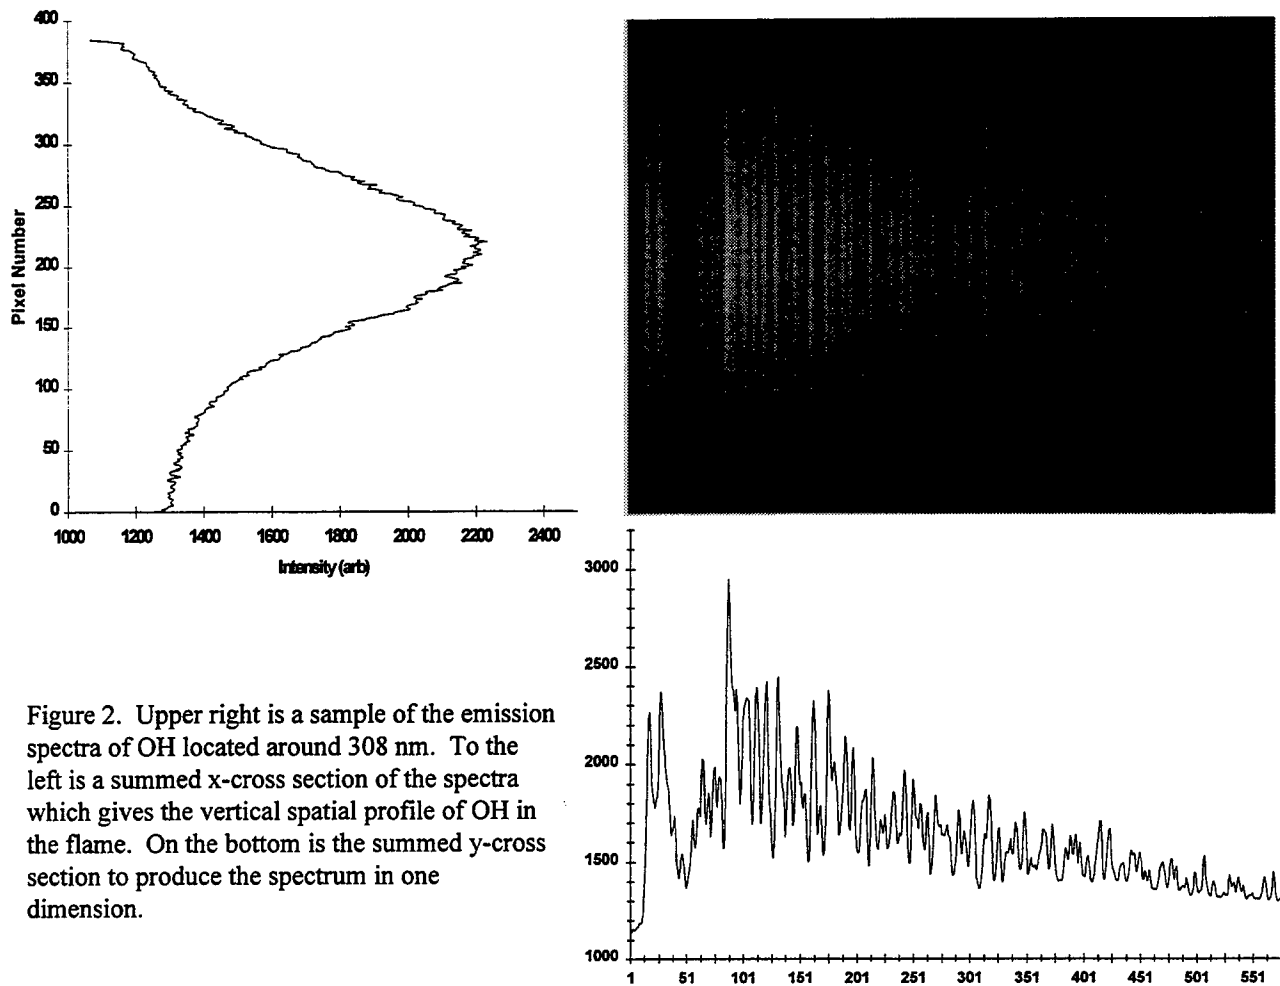 400
350
300
250
200
150
100
50
0
Pixel Number
1000 1200 1400 1600 1800 2000 2200 2400
Intensity (arb)
3000
2500
2000
1500
1000
1 51 101 151 201 251 301 351 401 451 501 551
Figure 2. Upper right is a sample of the emission
spectra of OH located around 308 nm. To the
left is a summed x-cross section of the spectra
which gives the vertical spatial profile of OH in
the flame. On the bottom is the summed y-cross
section to produce the spectrum in one
dimension.